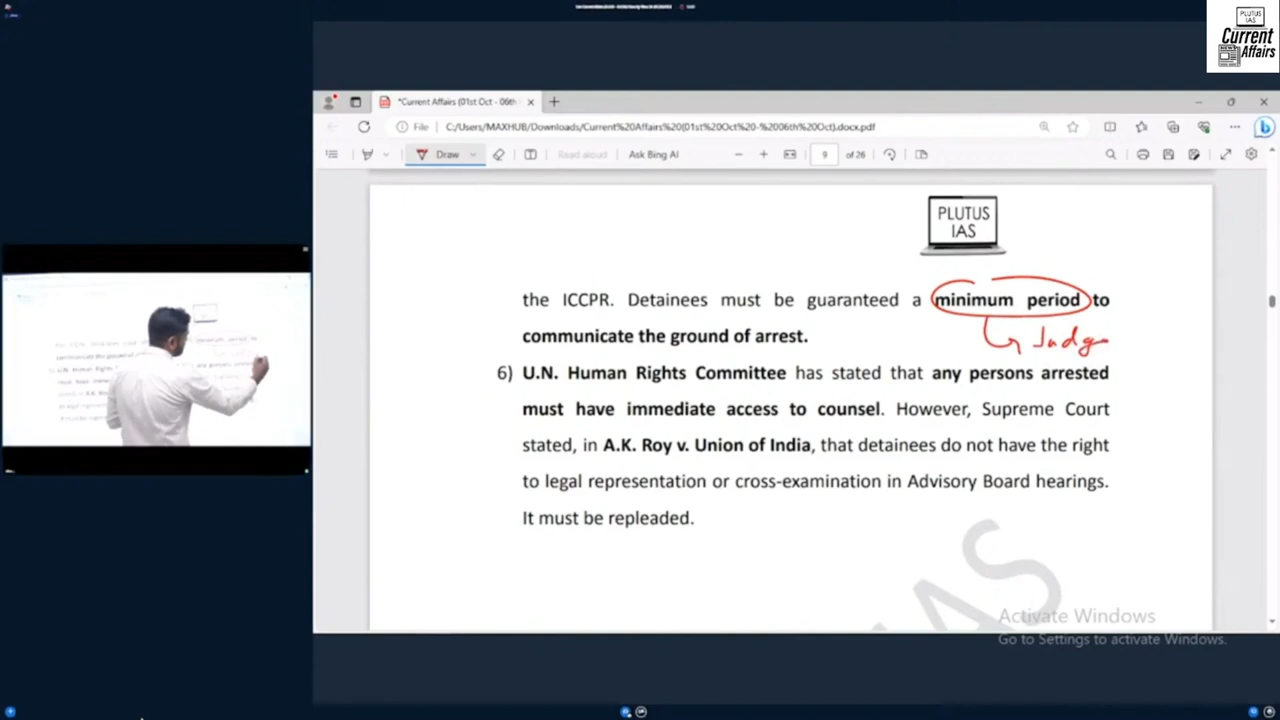 PLUTUS
IAS
Current
NEWS
Affairs
*Current Affairs (01st Oct - 06th
File
C:/Users/MAXHUB/Downloads/Current%20Affairs%20(01st%20Oct%20-%2006th%20Oct).docx.pdf
Draw
Read aloud
Ask Bing AI
9
of 26
PLUTUS
IAS
the ICCPR. Detainees must be guaranteed a minimum period to
communicate the ground of arrest.
Judge
6) U.N. Human Rights Committee has stated that any persons arrested
must have immediate access to counsel. However, Supreme Court
stated, in A.K. Roy v. Union of India, that detainees do not have the right
to legal representation or cross-examination in Advisory Board hearings.
It must be repleaded.
IAS
Activate Windows
Go to Settings to activate Windows.